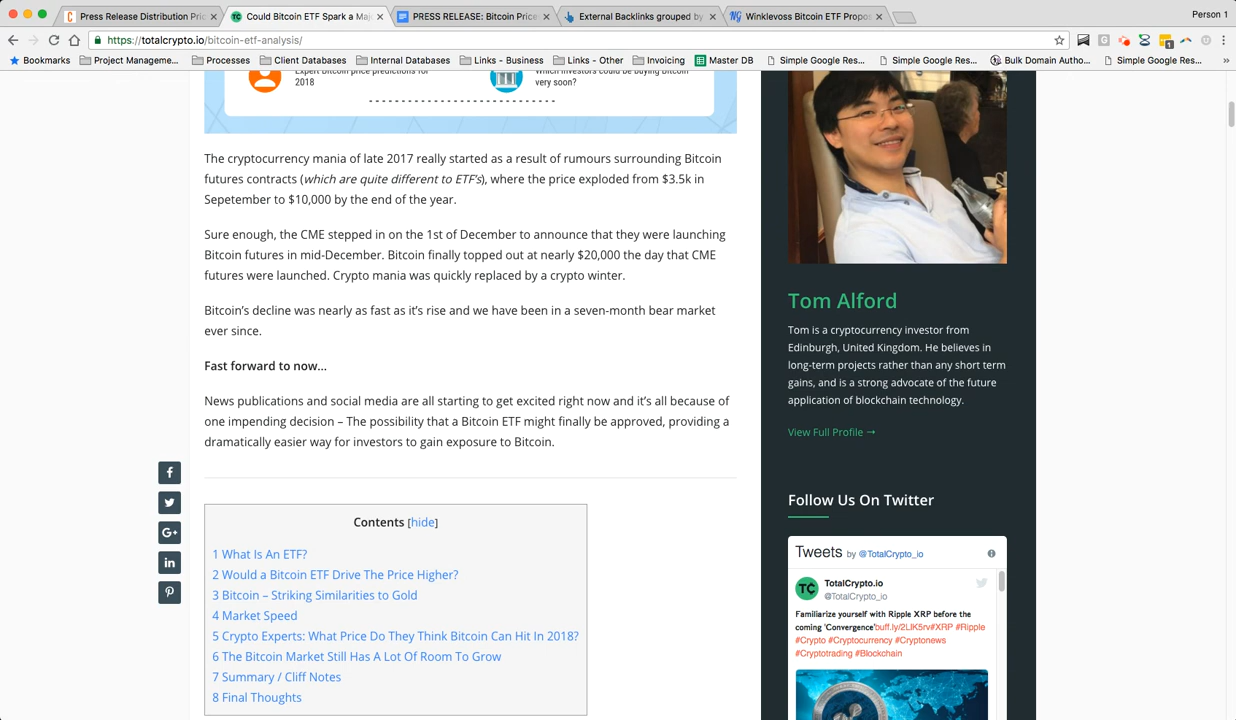 Press Release Distribution Pric
Could Bitcoin ETF Spark a Maj
PRESS RELEASE: Bitcoin Price
External Backlinks grouped by
Winklevoss Bitcoin ETF Propo
Person 1
https://totalcrypto.io/bitcoin-etf-analysis/
Bookmarks
Project Manageme...
Processes
Client Databases
Internal Databases
Links - Business
Links - Other
Invoicing
Master DB
Simple Google Res...
Simple Google Res...
Bulk Domain Autho...
Simple Google Res...
Expert Bitcoin price predictions for
2018
Which investors could be buying Bitcoin
very soon?
The cryptocurrency mania of late 2017 really started as a result of rumours surrounding Bitcoin
futures contracts (which are quite different to ETF's), where the price exploded from $3.5k in
Sepetember to $10,000 by the end of the year.
Sure enough, the CME stepped in on the 1st of December to announce that they were launching
Bitcoin futures in mid-December. Bitcoin finally topped out at nearly $20,000 the day that CME
futures were launched. Crypto mania was quickly replaced by a crypto winter.
Bitcoin's decline was nearly as fast as it's rise and we have been in a seven-month bear market
ever since.
Fast forward to now...
News publications and social media are all starting to get excited right now and it's all because of
one impending decision – The possibility that a Bitcoin ETF might finally be approved, providing a
dramatically easier way for investors to gain exposure to Bitcoin.
Contents [hide]
1 What Is An ETF?
2 Would a Bitcoin ETF Drive The Price Higher?
3 Bitcoin – Striking Similarities to Gold
4 Market Speed
5 Crypto Experts: What Price Do They Think Bitcoin Can Hit In 2018?
6 The Bitcoin Market Still Has A Lot Of Room To Grow
7 Summary / Cliff Notes
8 Final Thoughts
Tom Alford
Tom is a cryptocurrency investor from
Edinburgh, United Kingdom. He believes in
long-term projects rather than any short term
gains, and is a strong advocate of the future
application of blockchain technology.
View Full Profile →
Follow Us On Twitter
Tweets by @TotalCrypto_io
TotalCrypto.io
@TotalCrypto_io
Familiarize yourself with Ripple XRP before the
coming 'Convergence'buff.ly/2LlK5rv#XRP #Ripple
#Crypto #Cryptocurrency #Cryptonews
#Cryptotrading #Blockchain